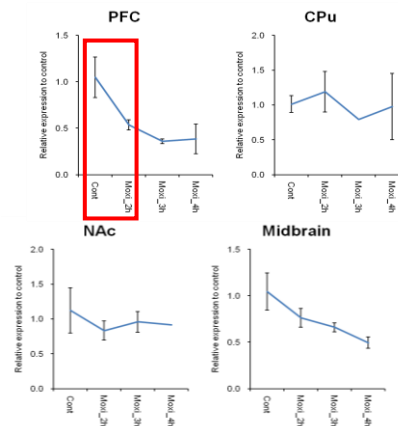 PFC
Relative expression to control
1.5
1.0
0.5
0.0
Cont
Moxi_2h
Moxi_3h
Moxi_4h
CPu
Relative expression to control
2.0
1.5
1.0
0.5
0.0
Cont
Moxi_2h
Moxi_3h
Moxi_4h
NAc
Relative expression to control
2.0
1.5
1.0
0.5
0.0
Cont
Moxi_2h
Moxi_3h
Moxi_4h
Midbrain
Relative expression to control
1.5
1.0
0.5
0.0
Cont
Moxi_2h
Moxi_3h
Moxi_4h